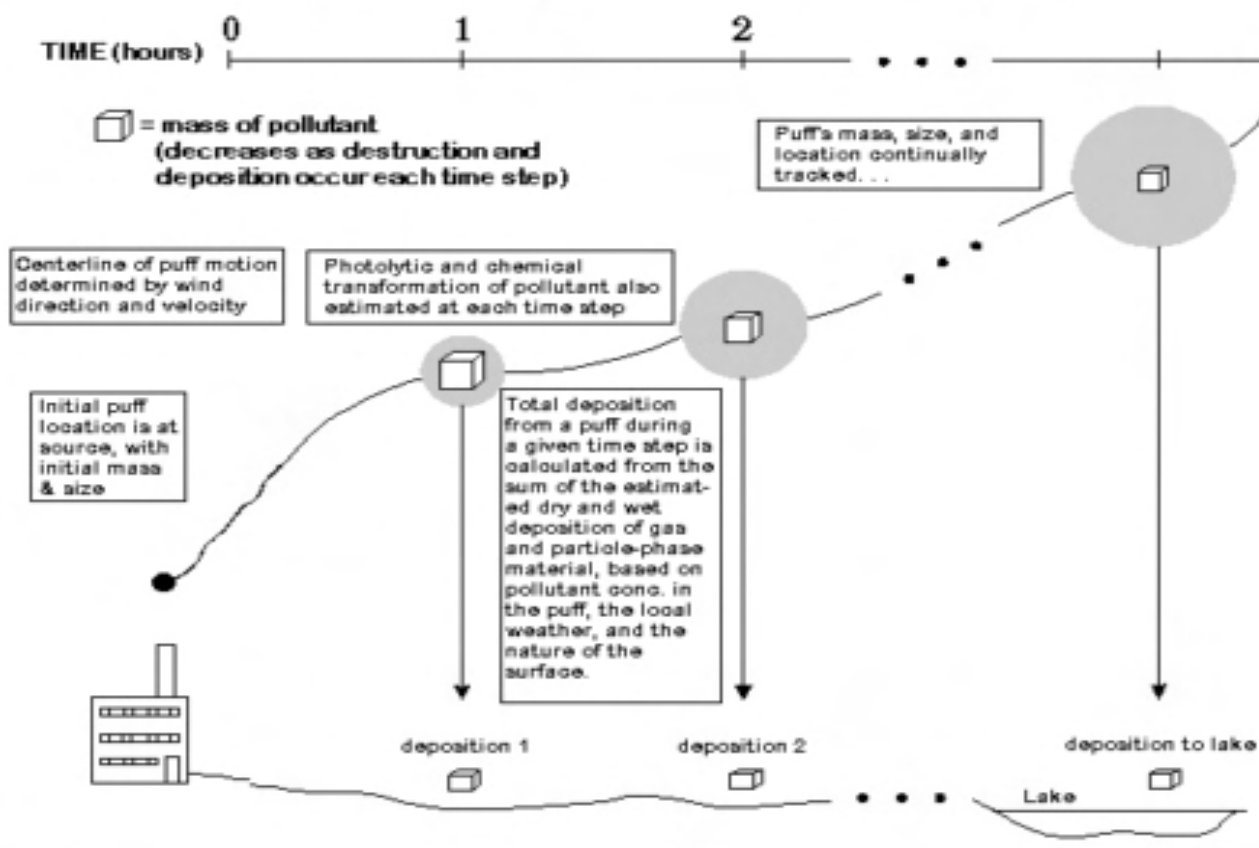 0 1 2
TIME (hours)
= mass of pollutant
(decreases as destruction and
deposition occur each time step)
Puff's mass, size, and
location continually
tracked. . .
Centerline of puff motion
determined by wind
direction and velocity
Photolytic and chemical
transformation of pollutant also
estimated at each time step
Initial puff
location is at
source, with
initial mass
& size
Total deposition
from a puff during
a given time step is
calculated from the
sum of the estimat-
ed dry and wet
deposition of gas
and particle-phase
material, based on
pollutant conc. in
the puff, the local
weather, and the
nature of the
surface.
deposition 1
deposition 2
deposition to lake
Lake